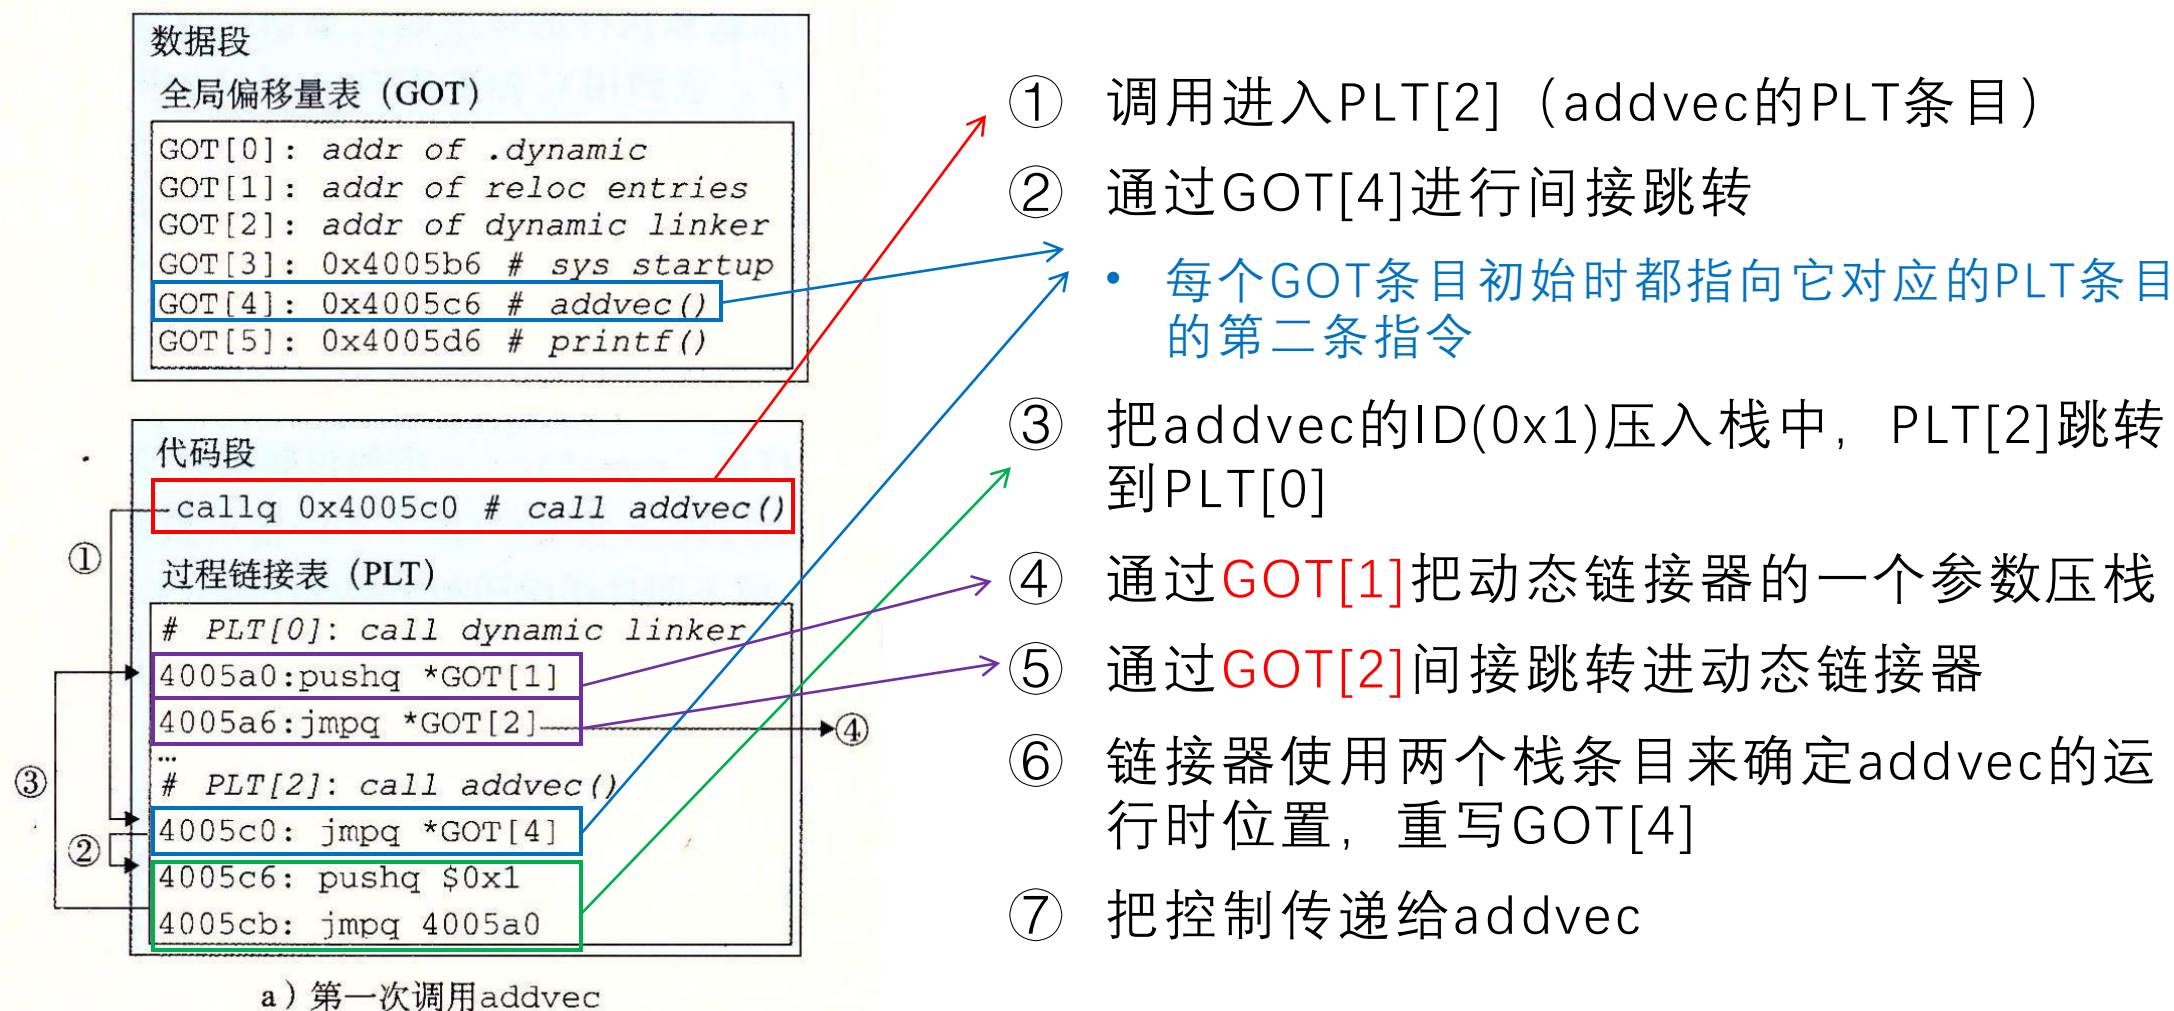 数据段
全局偏移量表（GOT）
GOT[0]: addr of .dynamic
GOT[1]: addr of reloc entries
GOT[2]: addr of dynamic linker
GOT[3]: 0x4005b6 # sys startup
GOT[4]: 0x4005c6 # addvec()
GOT[5]: 0x4005d6 # printf()
代码段
callq 0x4005c0 # call addvec()
①
过程链接表（PLT）
# PLT[0]: call dynamic linker
4005a0:pushq *GOT[1]
4005a6:jmpq *GOT[2]
④
…
③
# PLT[2]: call addvec()
4005c0: jmpq *GOT[4]
②
4005c6: pushq $0x1
4005cb: jmpq 4005a0
a）第一次调用addvec
① 调用进入PLT[2]（addvec的PLT条目）
② 通过GOT[4]进行间接跳转
• 每个GOT条目初始时都指向它对应的PLT条目
的第二条指令
③ 把addvec的ID(0x1)压入栈中，PLT[2]跳转
到PLT[0]
④ 通过GOT[1]把动态链接器的一个参数压栈
⑤ 通过GOT[2]间接跳转进动态链接器
⑥ 链接器使用两个栈条目来确定addvec的运
行时位置，重写GOT[4]
⑦ 把控制传递给addvec